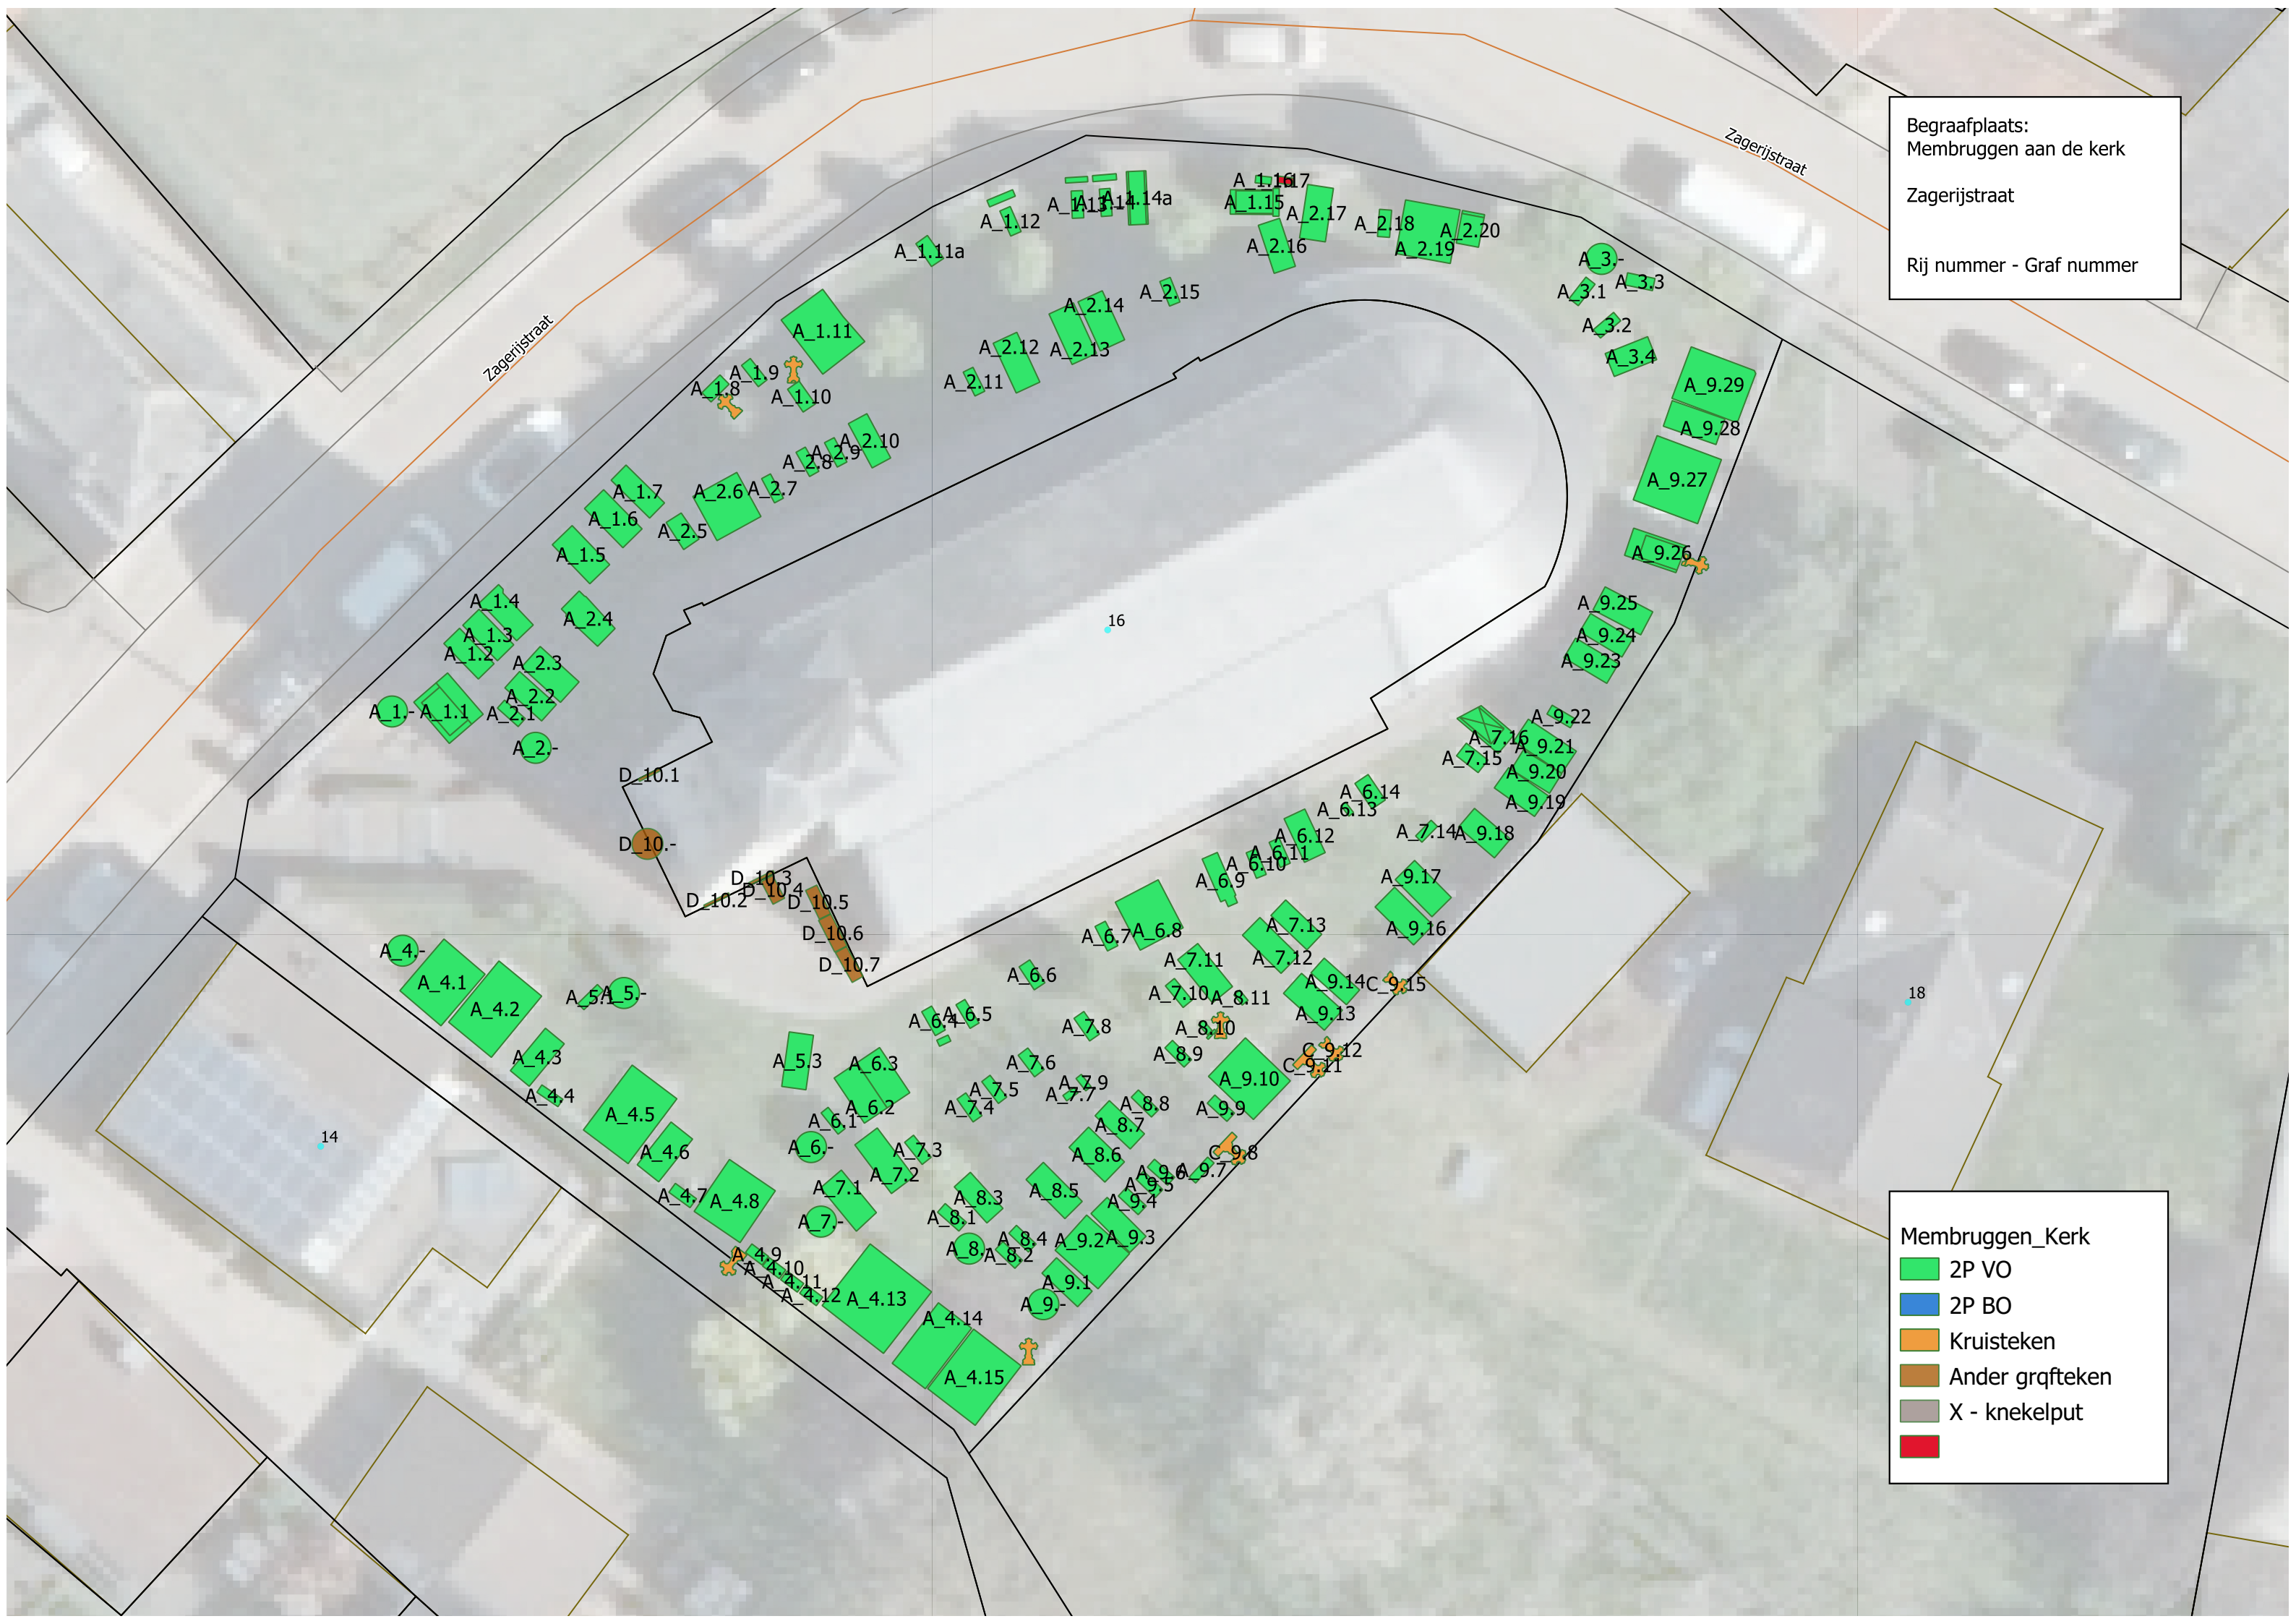 Begraafplaats:
Membruggen aan de kerk
Zagerijstraat
Rij nummer - Graf nummer
Zagerijstraat
Zagerijstraat
A_1.16
A_1.15
A_1.14a
A_1.12
A_1.11a
A_2.17
A_2.18
A_2.16
A_2.19
A_2.20
A_3.-
A_3.1
A_3.3
A_3.2
A_3.4
A_2.15
A_2.14
A_2.13
A_2.12
A_2.11
A_1.11
A_1.9
A_1.8
A_1.10
A_2.10
A_2.9
A_2.8
A_2.7
A_2.6
A_2.5
A_1.7
A_1.6
A_1.5
A_1.4
A_1.3
A_1.2
A_2.4
A_2.3
A_2.2
A_2.1
A_1.-
A_1.1
A_2.-
A_9.29
A_9.28
A_9.27
A_9.26
A_9.25
A_9.24
A_9.23
A_9.22
A_9.21
A_9.20
A_9.19
A_7.16
A_7.15
A_7.14
A_9.18
16
A_6.14
A_6.13
A_6.12
A_6.11
A_6.10
A_6.9
A_6.8
A_6.7
A_6.6
A_6.5
A_6.4
A_9.17
A_9.16
A_7.13
A_7.12
A_7.11
A_7.10
A_8.11
A_8.10
A_8.9
A_9.14
A_9.13
C_9.15
C_9.12
C_9.11
A_9.10
A_9.9
C_9.8
D_10.1
D_10.-
D_10.3
D_10.4
D_10.2
D_10.5
D_10.6
D_10.7
A_4.-
A_4.1
A_4.2
A_5.1
A_5.-
A_4.3
A_4.4
A_4.5
A_4.6
A_4.7
A_4.8
A_5.3
A_6.3
A_6.2
A_6.1
A_6.-
A_7.8
A_7.6
A_7.9
A_7.7
A_7.5
A_7.4
A_7.3
A_7.2
A_7.1
A_7.-
A_8.8
A_8.7
A_8.6
A_8.5
A_8.3
A_8.1
A_8.-
A_8.4
A_8.2
A_9.7
A_9.6
A_9.5
A_9.4
A_9.3
A_9.2
A_9.1
A_9.-
A_4.9
A_4.10
A_4.11
A_4.12
A_4.13
A_4.14
A_4.15
14
18
Membruggen_Kerk
2P VO
2P BO
Kruisteken
Ander grqfteken
X - knekelput